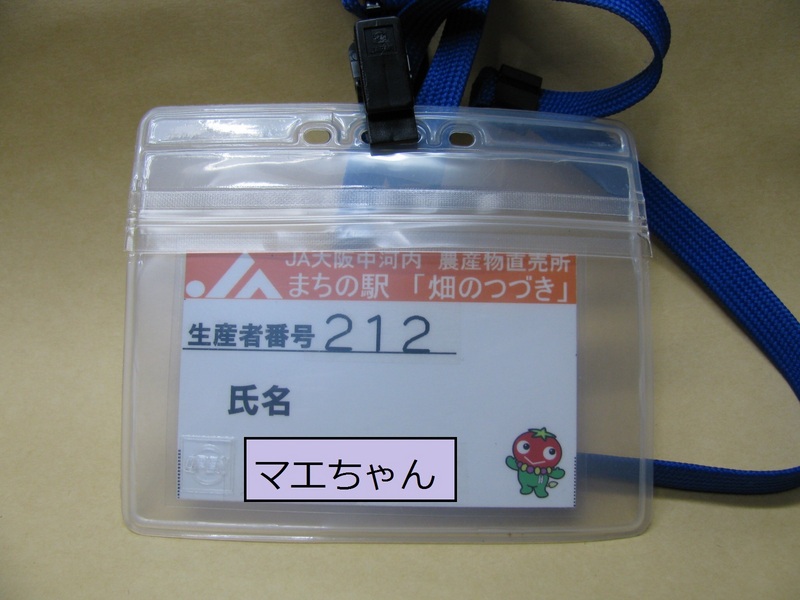 JA大阪中河内 農産物直売所
JA まちの駅 「畑のつづき」
生産者番号 212
氏名
マエちゃん